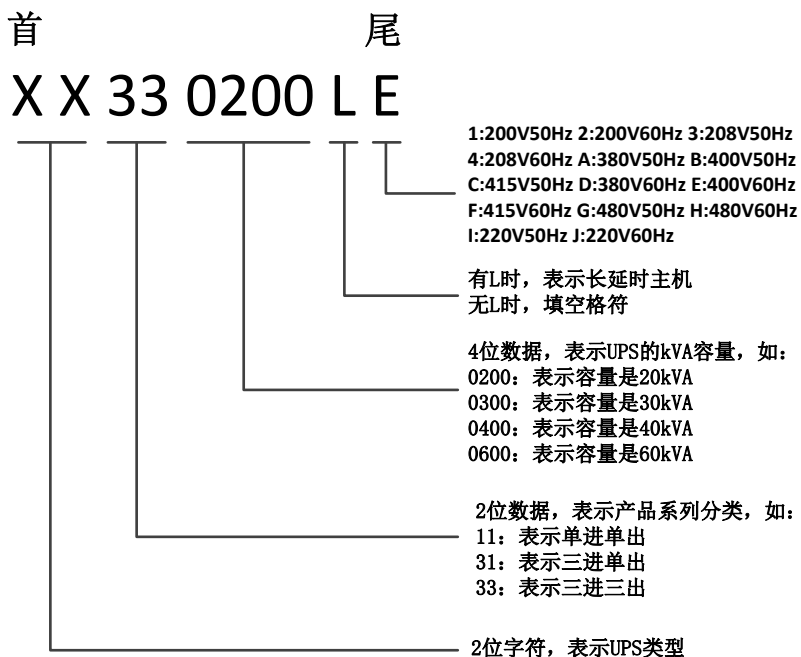 首 尾
X X 33 0200 L E
1:200V50Hz 2:200V60Hz 3:208V50Hz
4:208V60Hz A:380V50Hz B:400V50Hz
C:415V50Hz D:380V60Hz E:400V60Hz
F:415V60Hz G:480V50Hz H:480V60Hz
I:220V50Hz J:220V60Hz
有L时，表示长延时主机
无L时，填空格符
4位数据，表示UPS的kVA容量，如：
0200：表示容量是20kVA
0300：表示容量是30kVA
0400：表示容量是40kVA
0600：表示容量是60kVA
2位数据，表示产品系列分类，如：
11：表示单进单出
31：表示三进单出
33：表示三进三出
2位字符，表示UPS类型